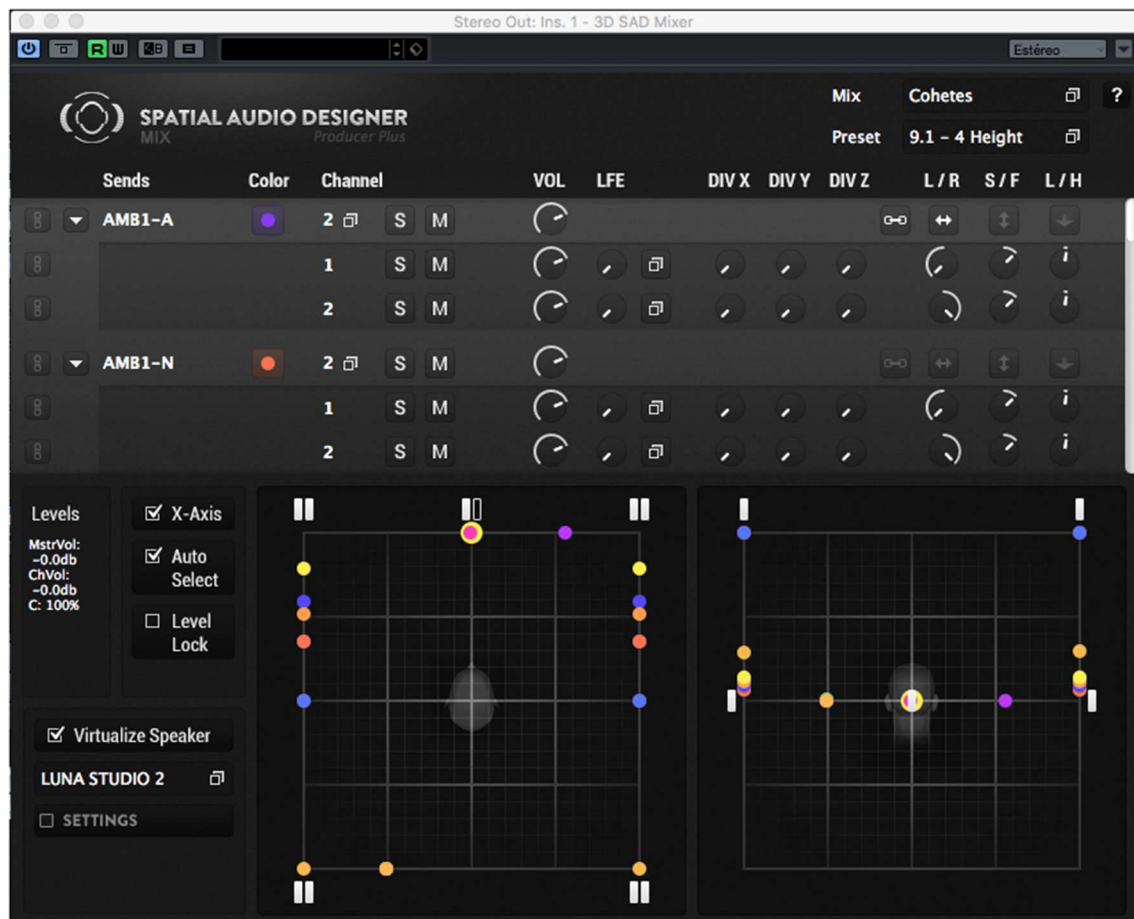 Stereo Out: Ins. 1 - 3D SAD Mixer
R W Estéreo
Mix Cohetes ?
SPATIAL AUDIO DESIGNER
MIX Producer Plus
Preset 9.1 – 4 Height
Sends Color Channel VOL LFE DIV X DIV Y DIV Z L / R S / F L / H
AMB1-A 2 S M
1 S M
2 S M
AMB1-N 2 S M
1 S M
2 S M
Levels
MstrVol:
-0.0db
ChVol:
-0.0db
C: 100%
X-Axis
Auto
Select
Level
Lock
Virtualize Speaker
LUNA STUDIO 2
SETTINGS